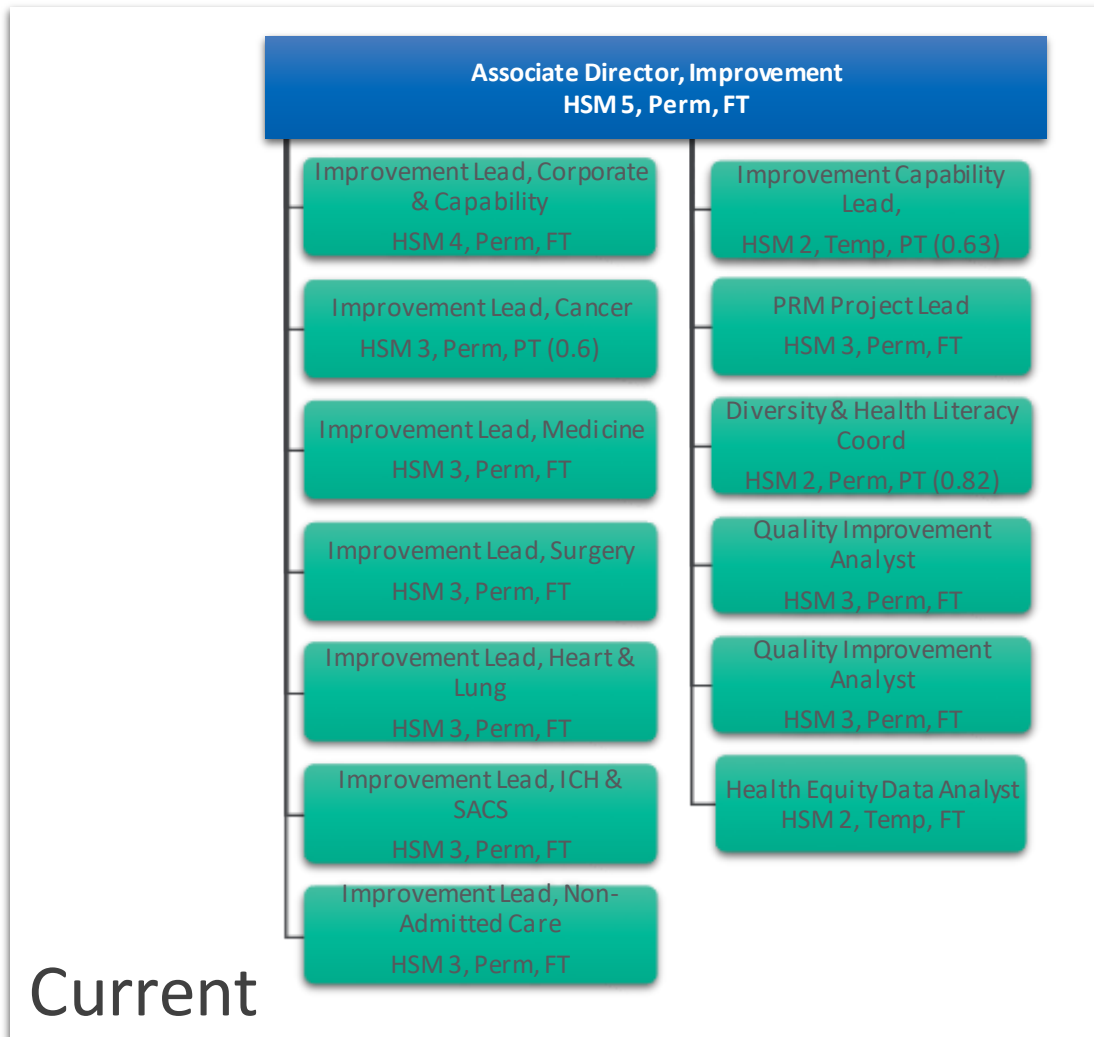 Associate Director, Improvement
HSM 5, Perm, FT
Improvement Lead, Corporate
& Capability
HSM 4, Perm, FT
Improvement Lead, Cancer
HSM 3, Perm, PT (0.6)
Improvement Lead, Medicine
HSM 3, Perm, FT
Improvement Lead, Surgery
HSM 3, Perm, FT
Improvement Lead, Heart &
Lung
HSM 3, Perm, FT
Improvement Lead, ICH &
SACS
HSM 3, Perm, FT
Improvement Lead, Non-
Admitted Care
HSM 3, Perm, FT
Improvement Capability
Lead,
HSM 2, Temp, PT (0.63)
PRM Project Lead
HSM 3, Perm, FT
Diversity & Health Literacy
Coord
HSM 2, Perm, PT (0.82)
Quality Improvement
Analyst
HSM 3, Perm, FT
Quality Improvement
Analyst
HSM 3, Perm, FT
Health Equity Data Analyst
HSM 2, Temp, FT
Current